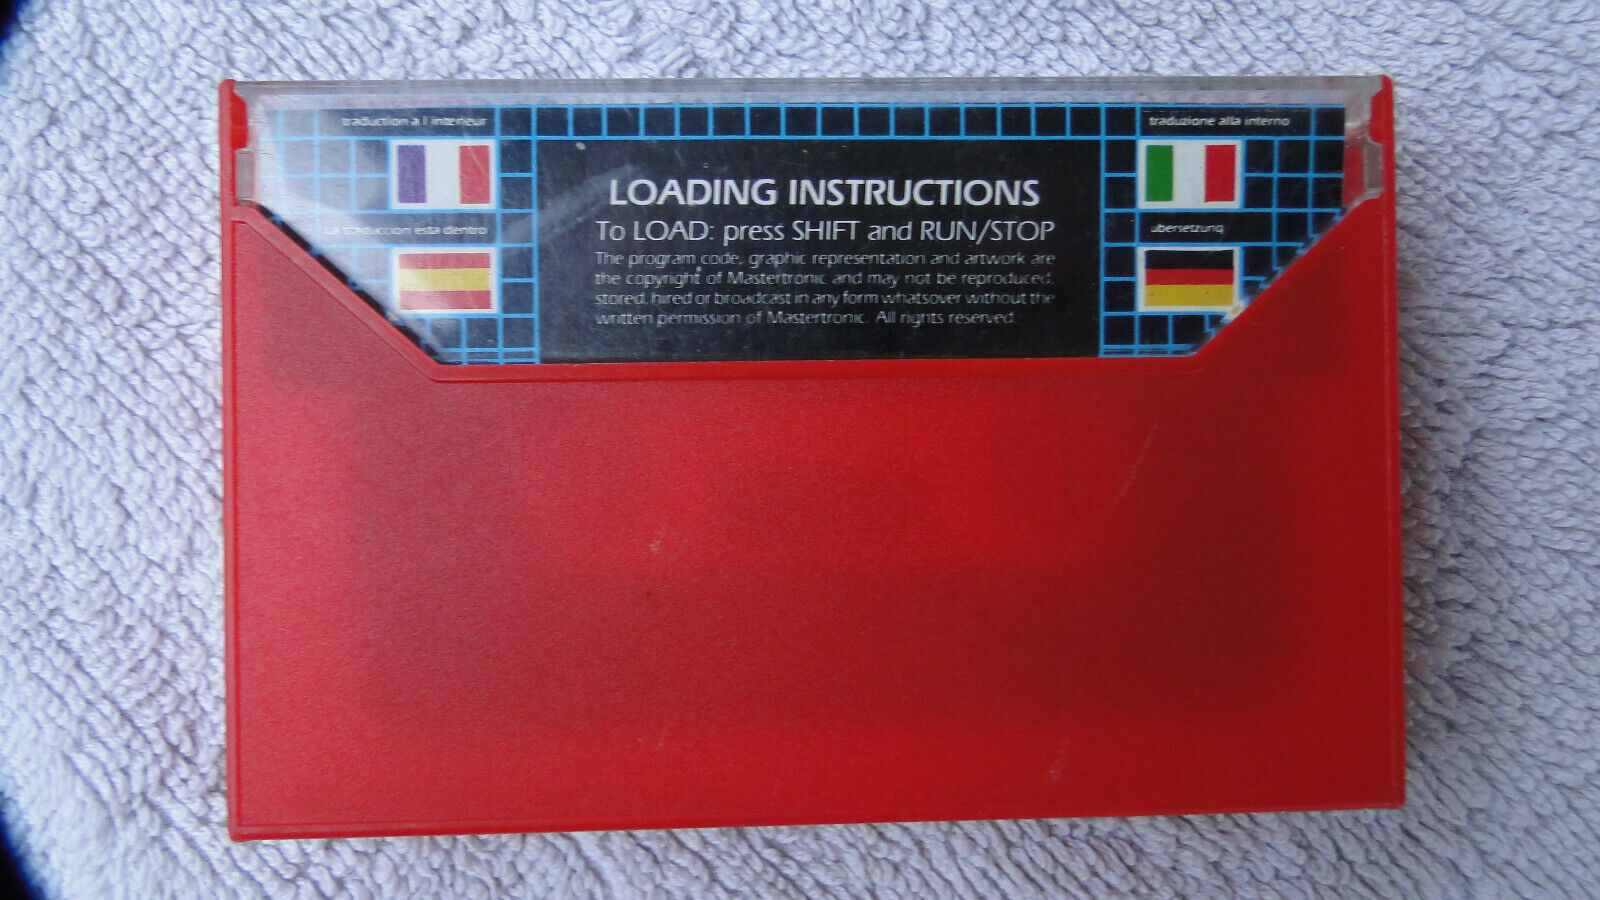 traduction a l interieur
La traduccion esta dentro
LOADING INSTRUCTIONS
To LOAD: press SHIFT and RUN/STOP
The program code, graphic representation and artwork are
the copyright of Mastertronic and may not be reproduced,
stored, hired or broadcast in any form whatsover without the
written permission of Mastertronic. All rights reserved.
traduzione alla interno
ubersetzung